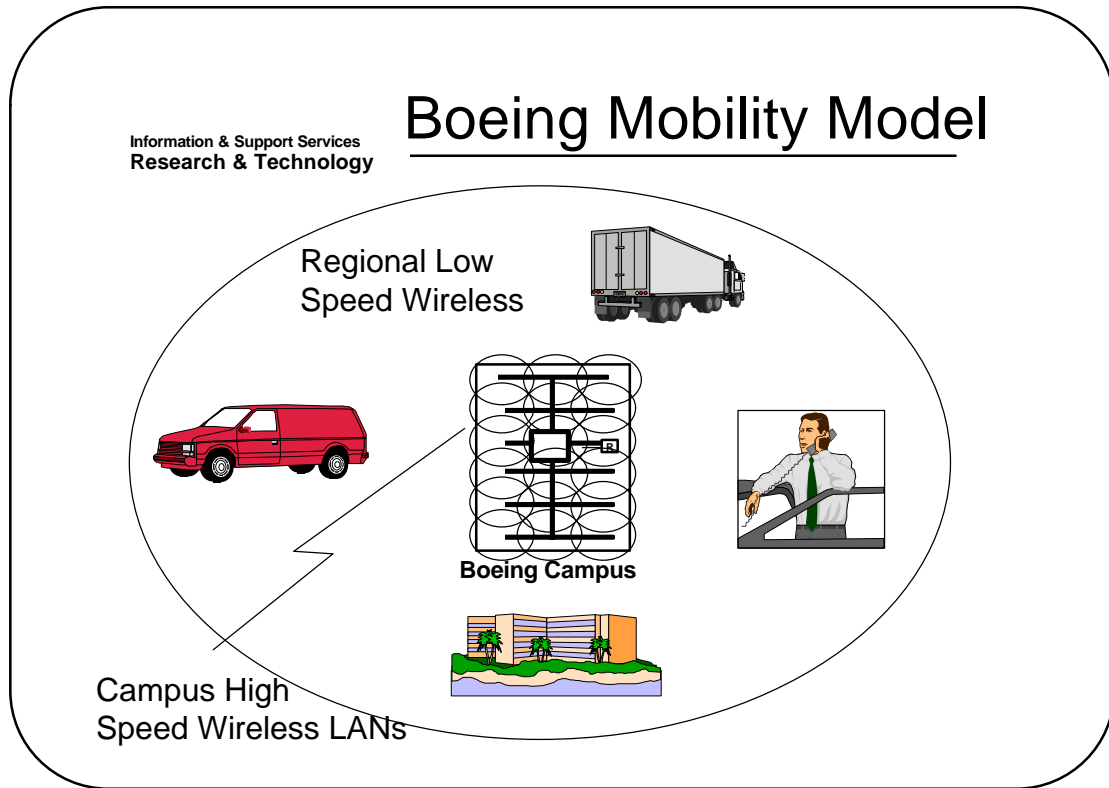 Information & Support Services
Research & Technology
Boeing Mobility Model
Regional Low
Speed Wireless
R
Boeing Campus
Campus High
Speed Wireless LANs